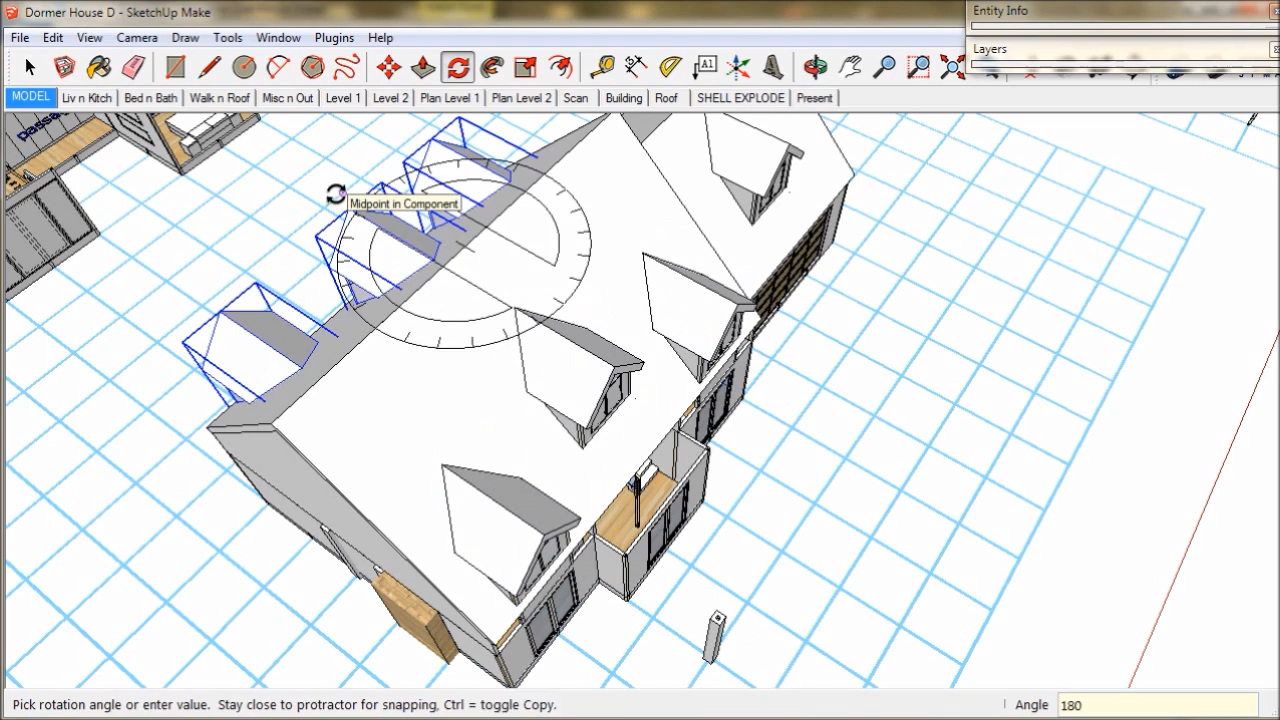 Dormer House D - SketchUp Make
Entity Info
File Edit View Camera Draw Tools Window Plugins Help
Layers
A1
MODEL Liv n Kitch Bed n Bath Walk n Roof Misc n Out Level 1 Level 2 Plan Level 1 Plan Level 2 Scan Building Roof SHELL EXPLODE Present
Midpoint in Component
Pick rotation angle or enter value. Stay close to protractor for snapping, Ctrl = toggle Copy. Angle 180